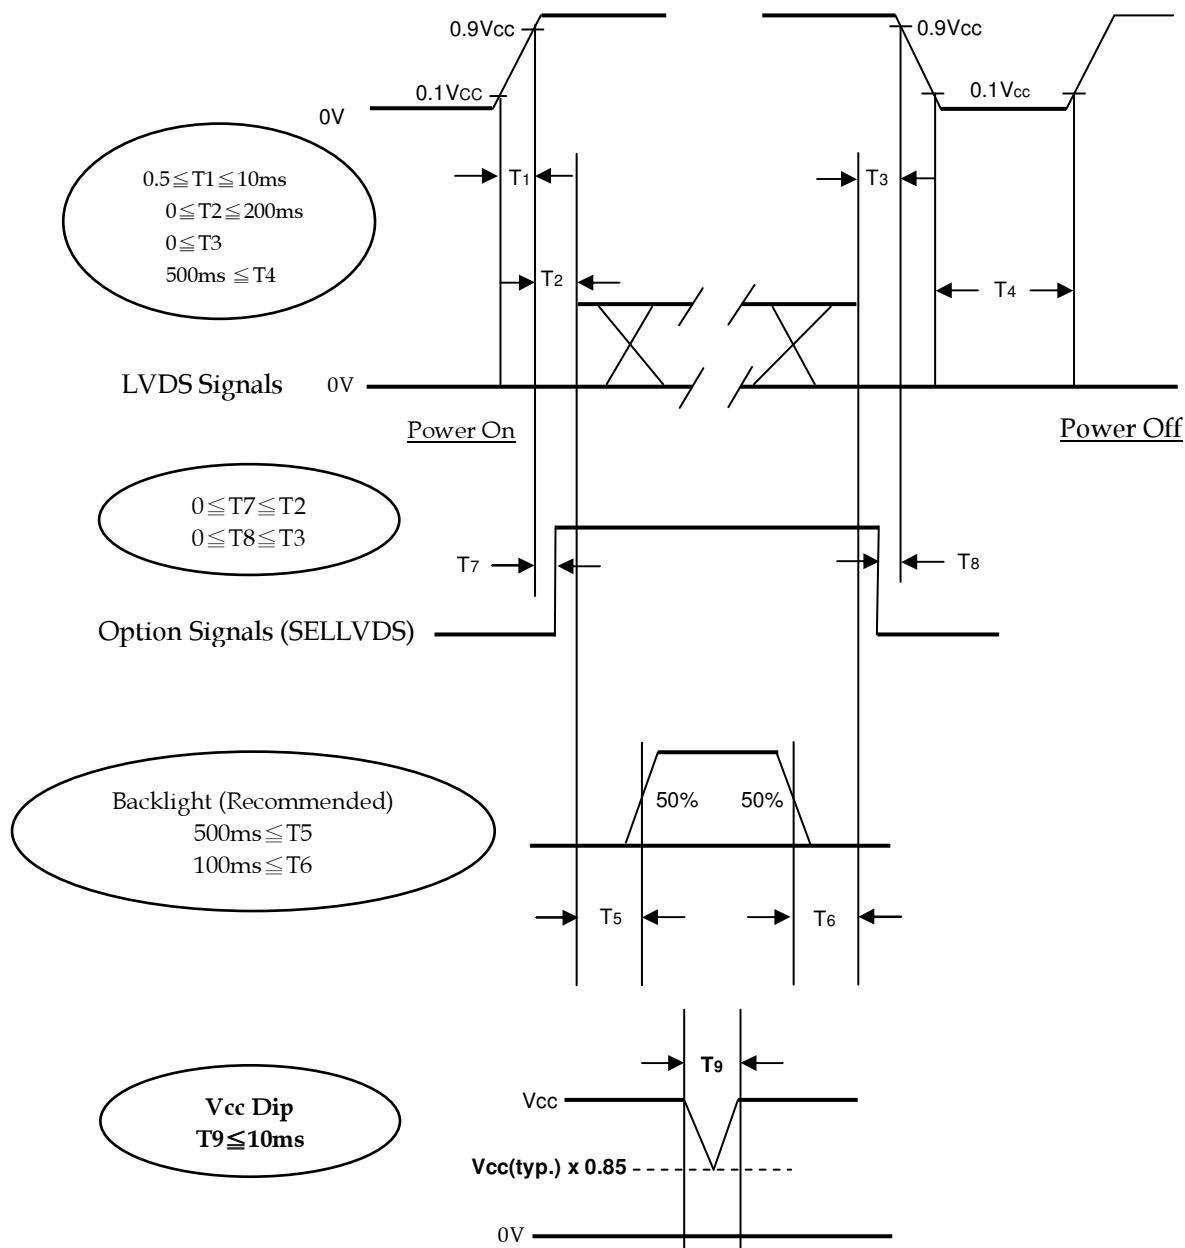 0.9Vcc
0.9Vcc
0.1Vcc
0.1Vcc
0V
0.5≦T1≦10ms
0≦T2≦200ms
0≦T3
500ms ≦T4
T1
T3
T2
T4
LVDS Signals
0V
Power On
Power Off
0≦T7≦T2
0≦T8≦T3
T7
T8
Option Signals (SELLVDS)
Backlight (Recommended)
500ms≦T5
100ms≦T6
50%
50%
T5
T6
T9
Vcc Dip
T9≦10ms
Vcc
Vcc(typ.) x 0.85
0V